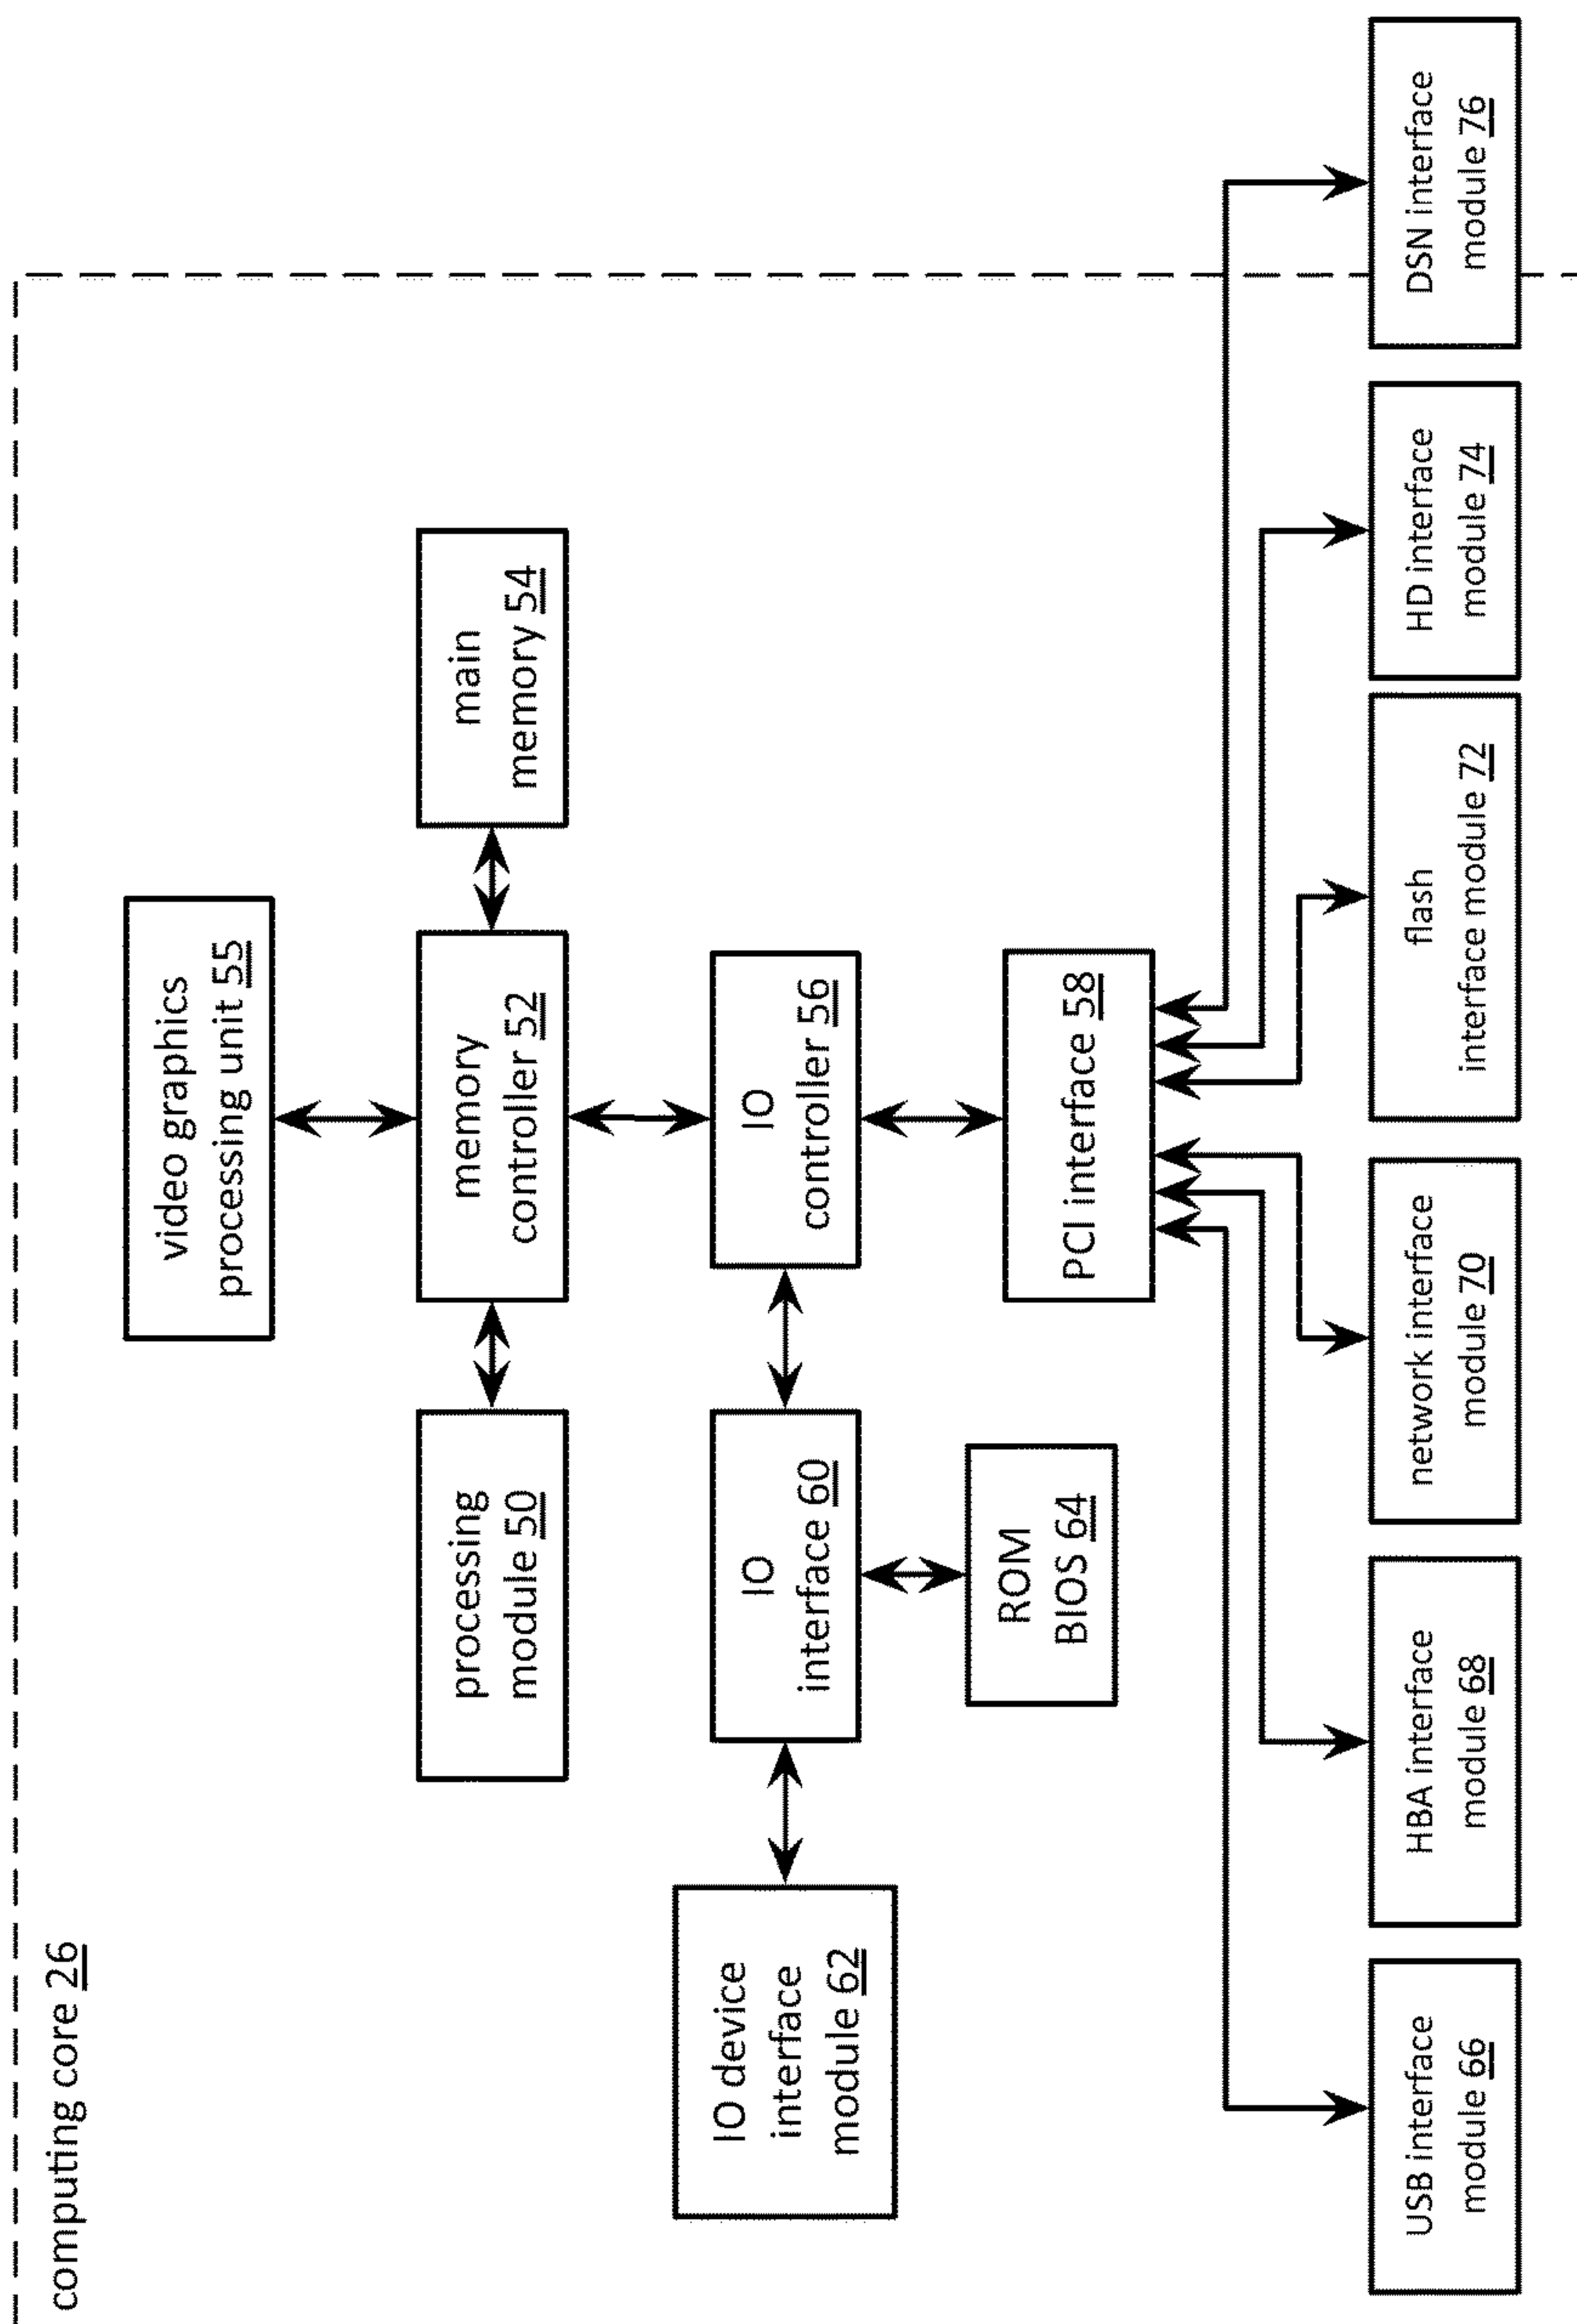 computing core 26
video graphics
processing unit 55
processing
module 50
memory
controller 52
main
memory 54
IO device
interface
module 62
IO
interface 60
IO
controller 56
ROM
BIOS 64
PCI interface 58
USB interface
module 66
HBA interface
module 68
network interface
module 70
flash
interface module 72
HD interface
module 74
DSN interface
module 76